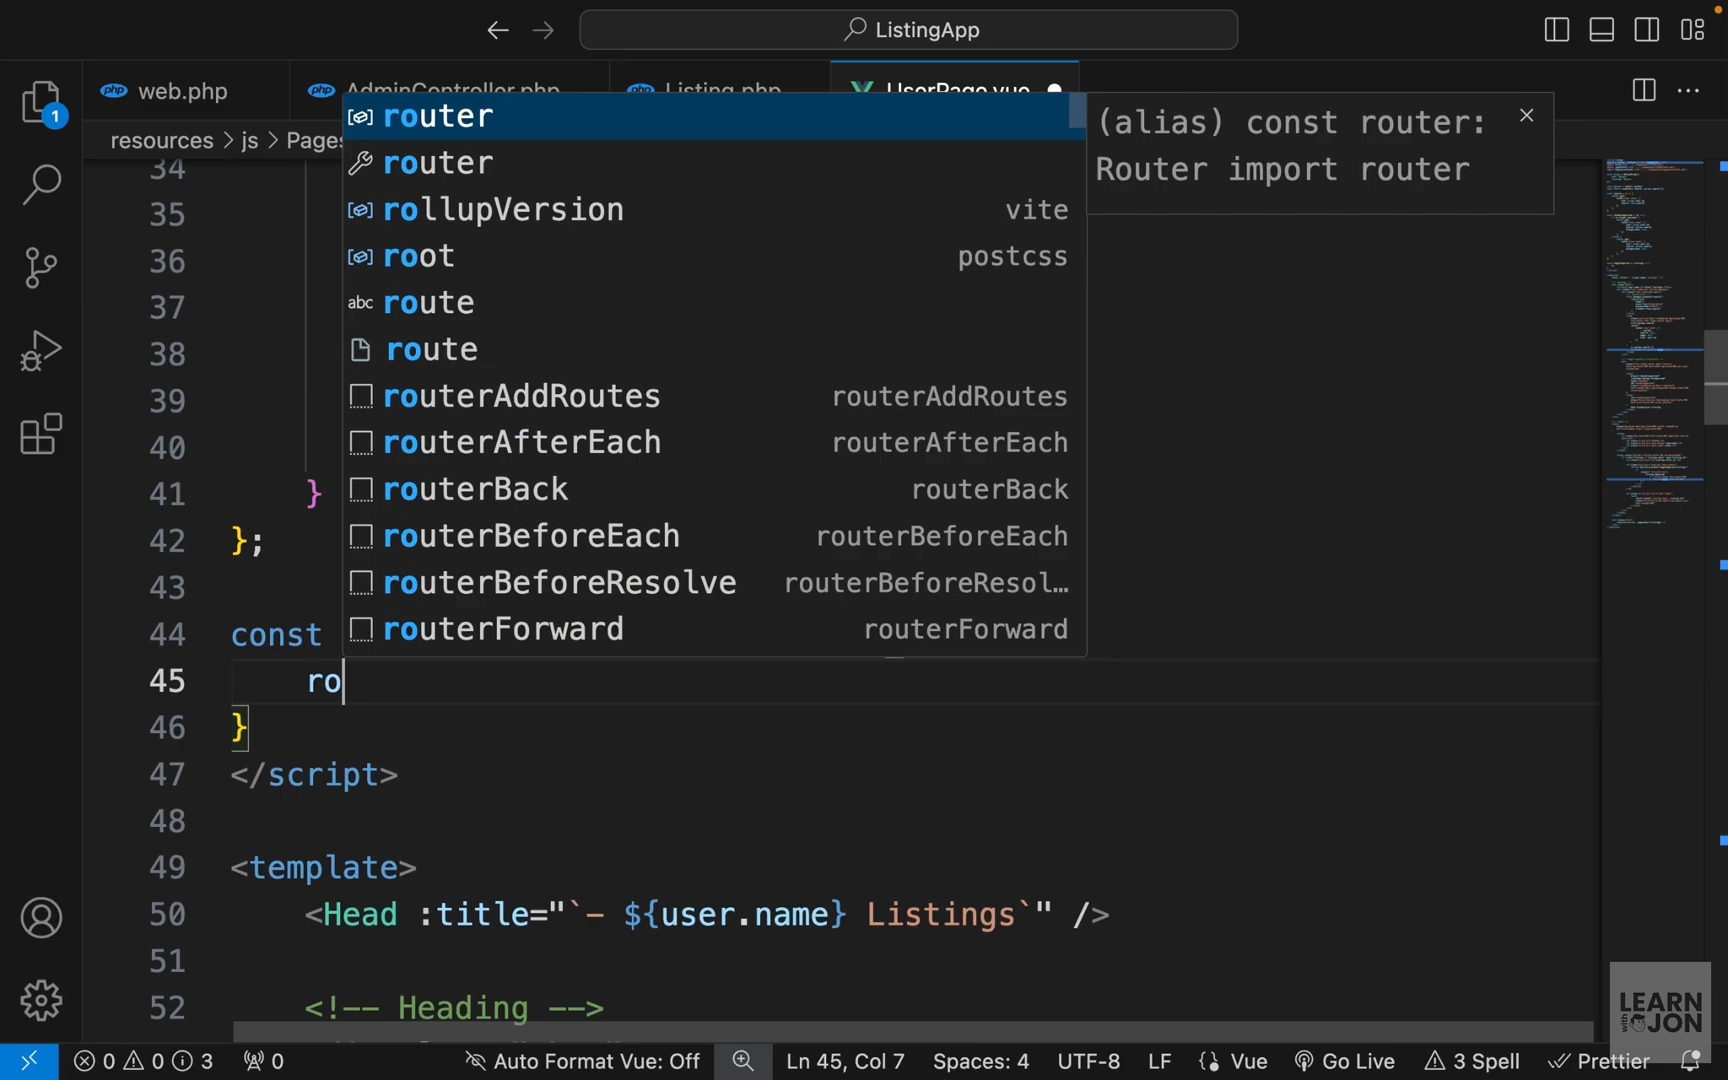 ListingApp
1
web.php
AdminController.php
Listing.php
UserPage.vue
resources > js > Pages
router
router
rollupVersion vite
root postcss
route
route
routerAddRoutes routerAddRoutes
routerAfterEach routerAfterEach
routerBack routerBack
routerBeforeEach routerBeforeEach
routerBeforeResolve routerBeforeResol…
routerForward routerForward
(alias) const router:
Router import router
34
35
36
37
38
39
40
41 }
42 };
43
44 const
45 ro
46 }
47 </script>
48
49 <template>
50 <Head :title="`- ${user.name} Listings`" />
51
52 <!-- Heading -->
LEARN
with
JON
0 0 3 0 Auto Format Vue: Off Ln 45, Col 7 Spaces: 4 UTF-8 LF Vue Go Live 3 Spell Prettier